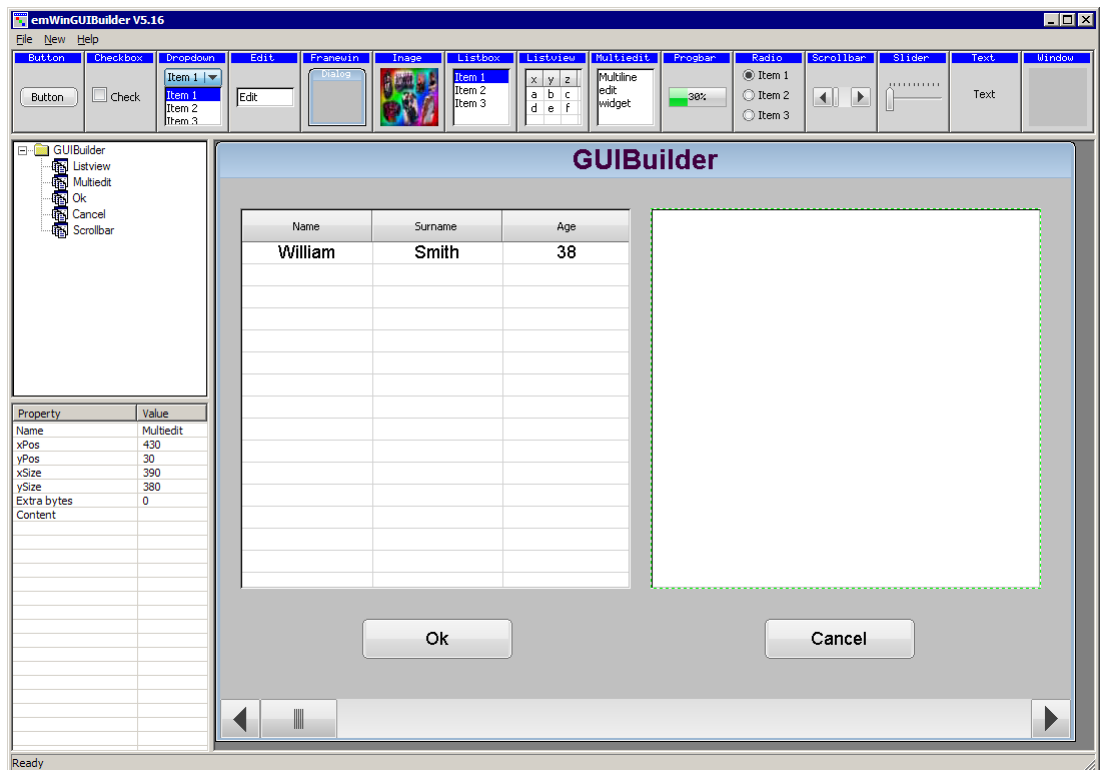 emWinGUIBuilder V5.16
File New Help
Button Checkbox Dropdown Edit Framewin Image Listbox Listview Multiedit Progbar Radio Scrollbar Slider Text Window
Button
Check
Item 1
Item 1
Item 2
Item 3
Edit
Dialog
Item 1
Item 2
Item 3
x y z
a b c
d e f
Multiline
edit
widget
30%
Item 1
Item 2
Item 3
Text
GUIBuilder
Listview
Multiedit
Ok
Cancel
Scrollbar
Property Value
Name Multiedit
xPos 430
yPos 30
xSize 390
ySize 380
Extra bytes 0
Content
GUIBuilder
Name Surname Age
William Smith 38
Ok
Cancel
Ready